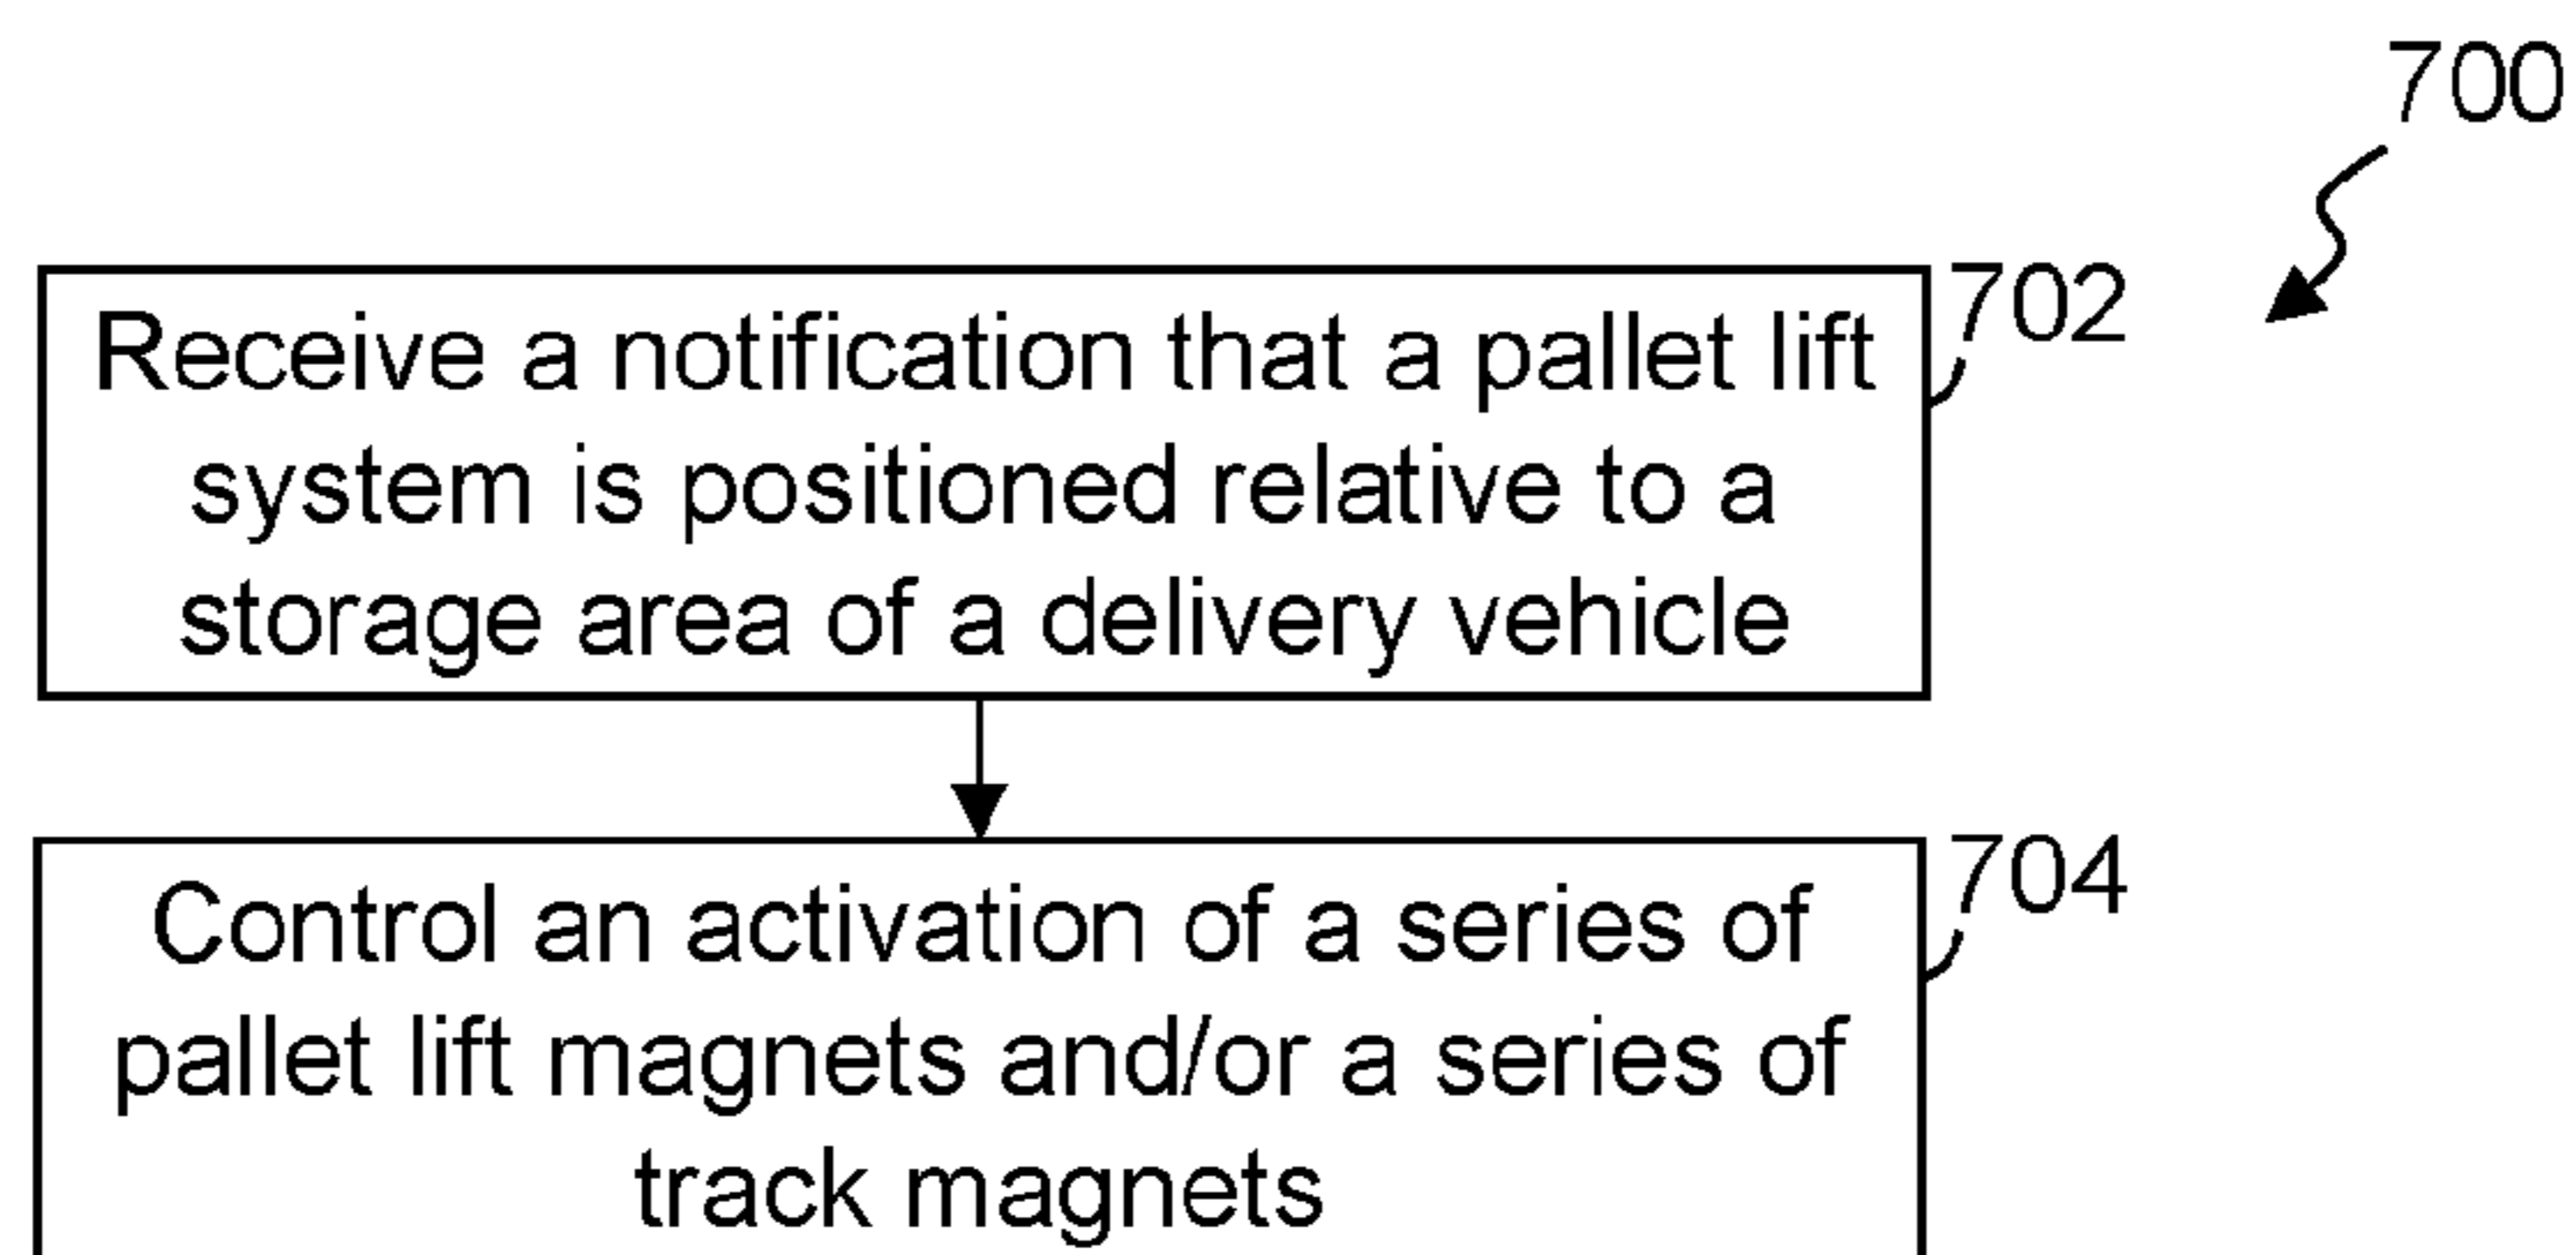 700
702
Receive a notification that a pallet lift
system is positioned relative to a
storage area of a delivery vehicle
704
Control an activation of a series of
pallet lift magnets and/or a series of
track magnets